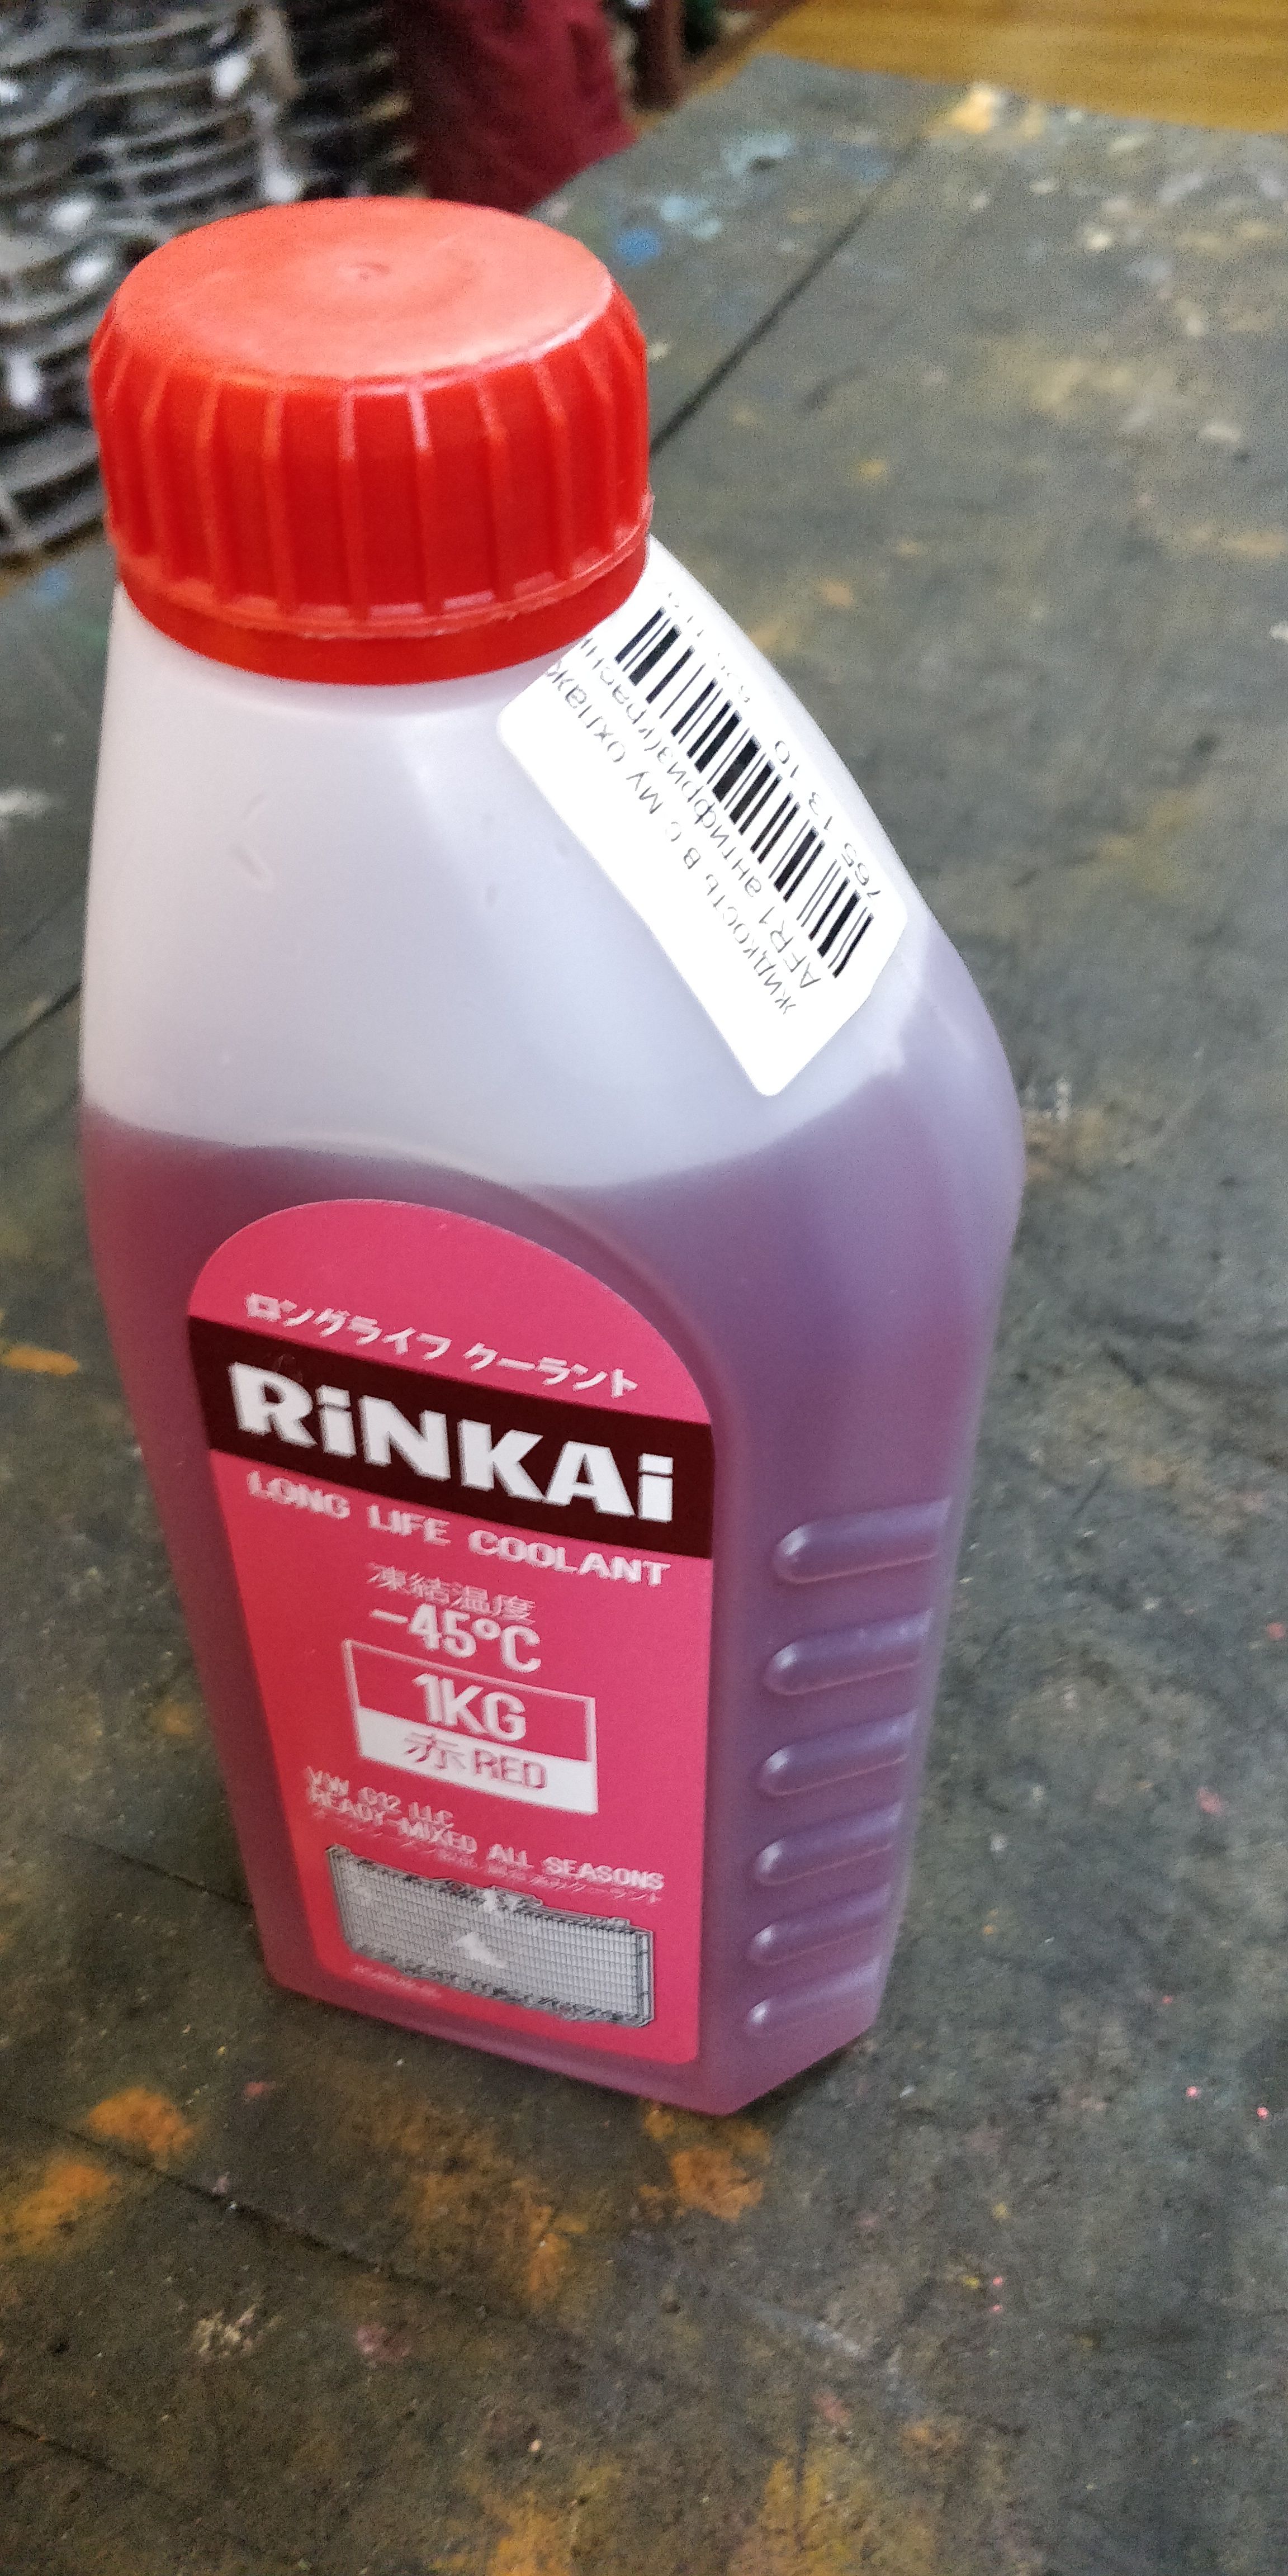 ロングライフ クーラント
RiNKAi
LONG LIFE COOLANT
凍結温度
-45°C
1KG
赤 RED
VW G12 LLC
READY-MIXED ALL SEASONS
жидкость в с му охлаж
AFR1 антифриз(красн
765 13 10